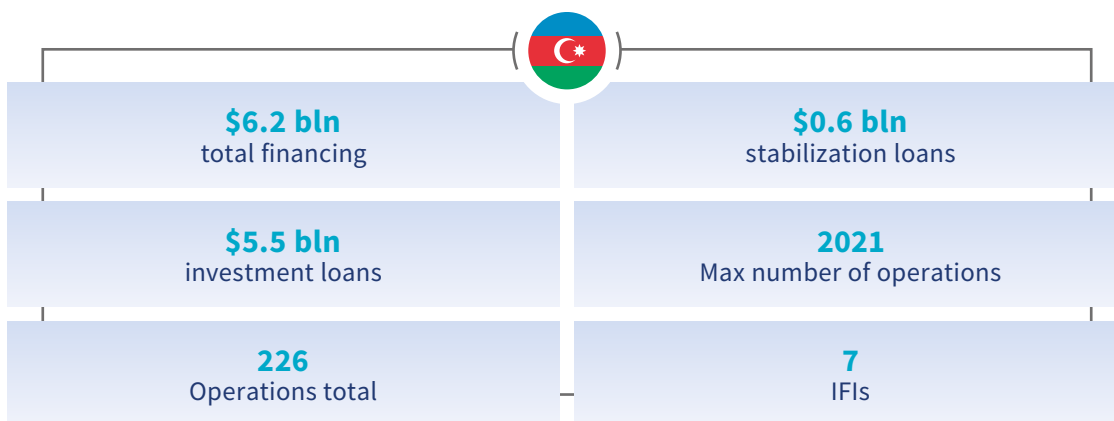 $6.2 bln
total financing
$0.6 bln
stabilization loans
$5.5 bln
investment loans
2021
Max number of operations
226
Operations total
7
IFIs